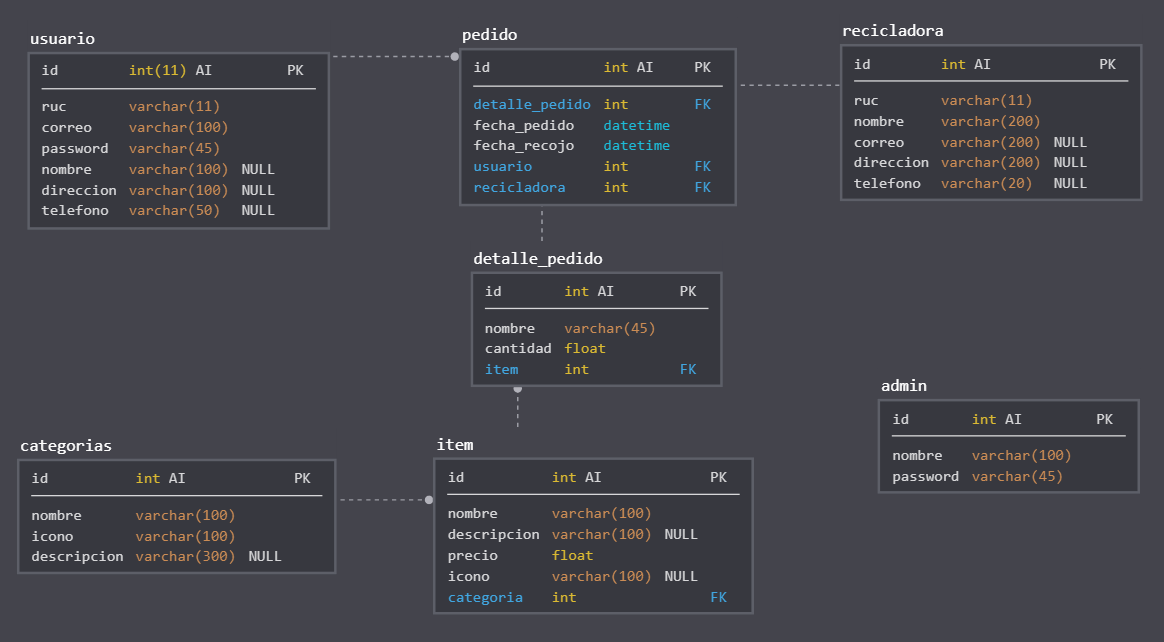 usuario
id int(11) AI PK
ruc varchar(11)
correo varchar(100)
password varchar(45)
nombre varchar(100) NULL
direccion varchar(100) NULL
telefono varchar(50) NULL
pedido
id int AI PK
detalle_pedido int FK
fecha_pedido datetime
fecha_recojo datetime
usuario int FK
recicladora int FK
recicladora
id int AI PK
ruc varchar(11)
nombre varchar(200)
correo varchar(200) NULL
direccion varchar(200) NULL
telefono varchar(20) NULL
detalle_pedido
id int AI PK
nombre varchar(45)
cantidad float
item int FK
admin
id int AI PK
nombre varchar(100)
password varchar(45)
categorias
id int AI PK
nombre varchar(100)
icono varchar(100)
descripcion varchar(300) NULL
item
id int AI PK
nombre varchar(100)
descripcion varchar(100) NULL
precio float
icono varchar(100) NULL
categoria int FK